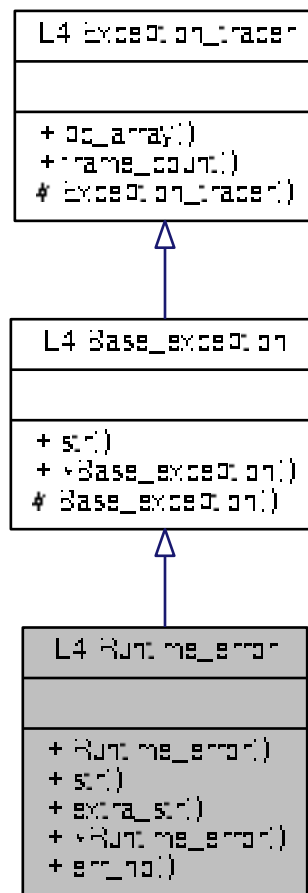 L4 Exception_tracer
+ pc_array()
+ frame_count()
# Exception_tracer()
L4 Base_exception
+ str()
+ ~Base_exception()
# Base_exception()
L4 Runtime_error
+ Runtime_error()
+ str()
+ extra_str()
+ ~Runtime_error()
+ err_no()